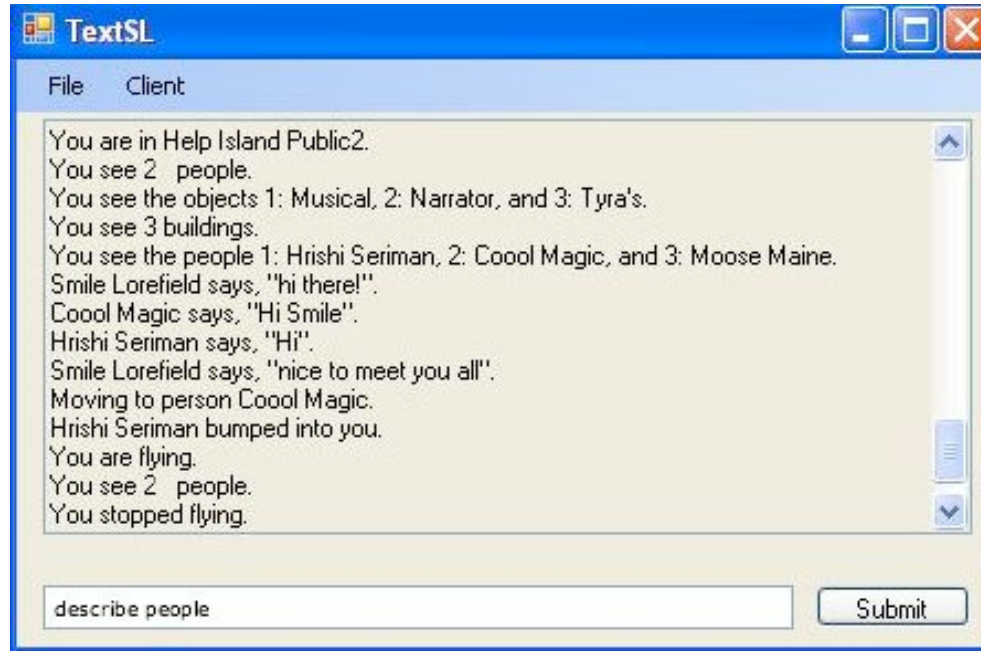 TextSL
File Client
You are in Help Island Public2.
You see 2 people.
You see the objects 1: Musical, 2: Narrator, and 3: Tyra's.
You see 3 buildings.
You see the people 1: Hrishi Seriman, 2: Coool Magic, and 3: Moose Maine.
Smile Lorefield says, "hi there!".
Coool Magic says, "Hi Smile".
Hrishi Seriman says, "Hi".
Smile Lorefield says, "nice to meet you all".
Moving to person Coool Magic.
Hrishi Seriman bumped into you.
You are flying.
You see 2 people.
You stopped flying.
describe people
Submit